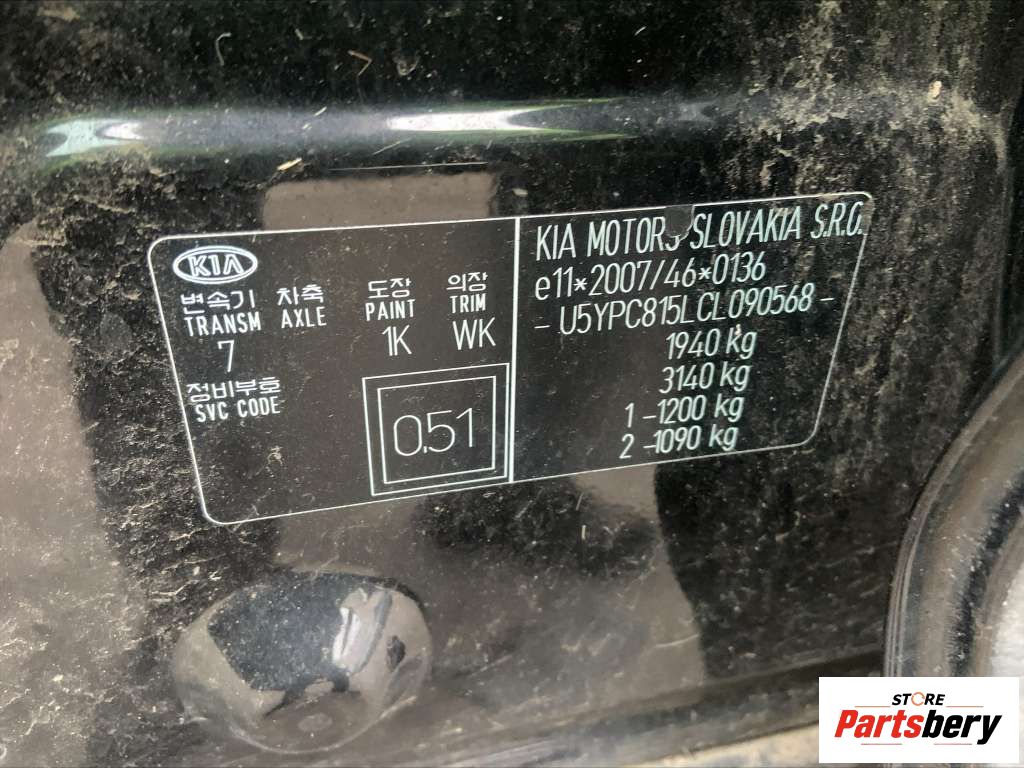 KIA
변속기 차축 도장 의장
TRANSM AXLE PAINT TRIM
7 1K WK
정비부호
SVC CODE
0.51
KIA MOTORS SLOVAKIA S.R.O.
e11*2007/46*0136
- U5YPC815LCL090568 -
1940 kg
3140 kg
1 -1200 kg
2 -1090 kg
STORE
Partsbery